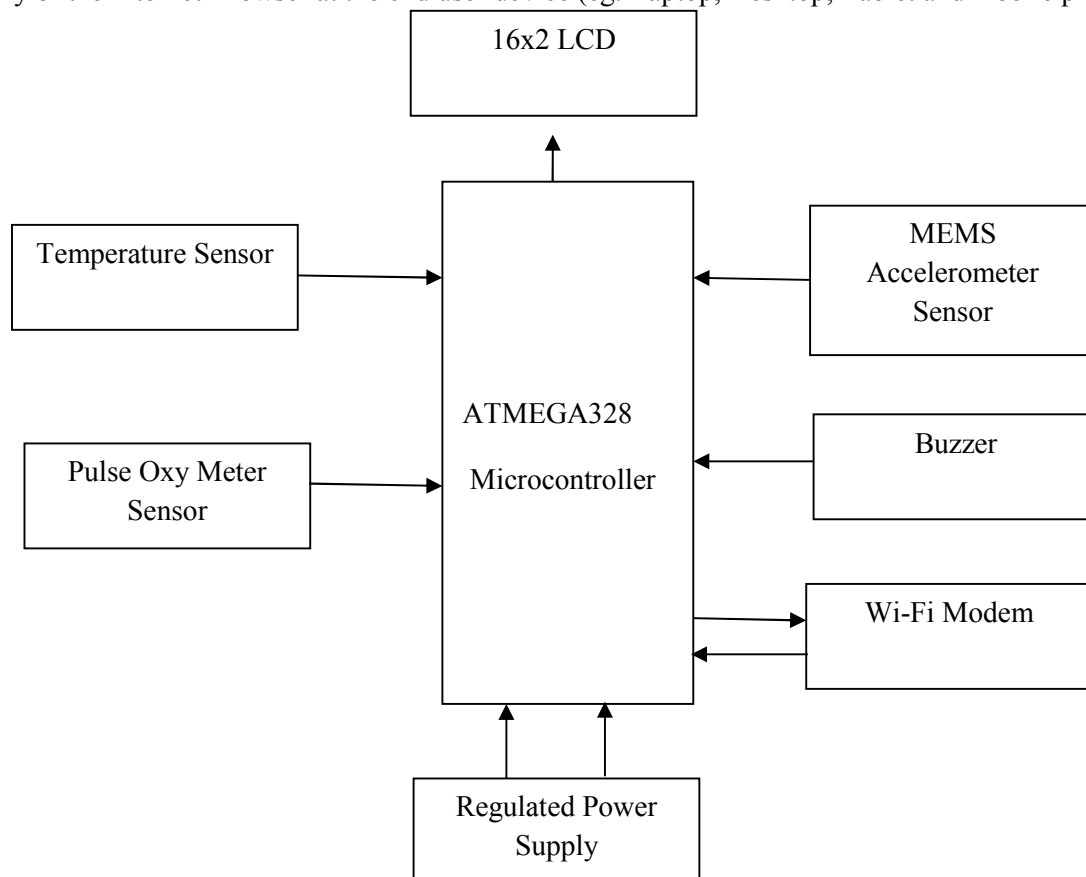 16x2 LCD
Temperature Sensor
MEMS
Accelerometer
Sensor
ATMEGA328
Microcontroller
Pulse Oxy Meter
Sensor
Buzzer
Wi-Fi Modem
Regulated Power
Supply